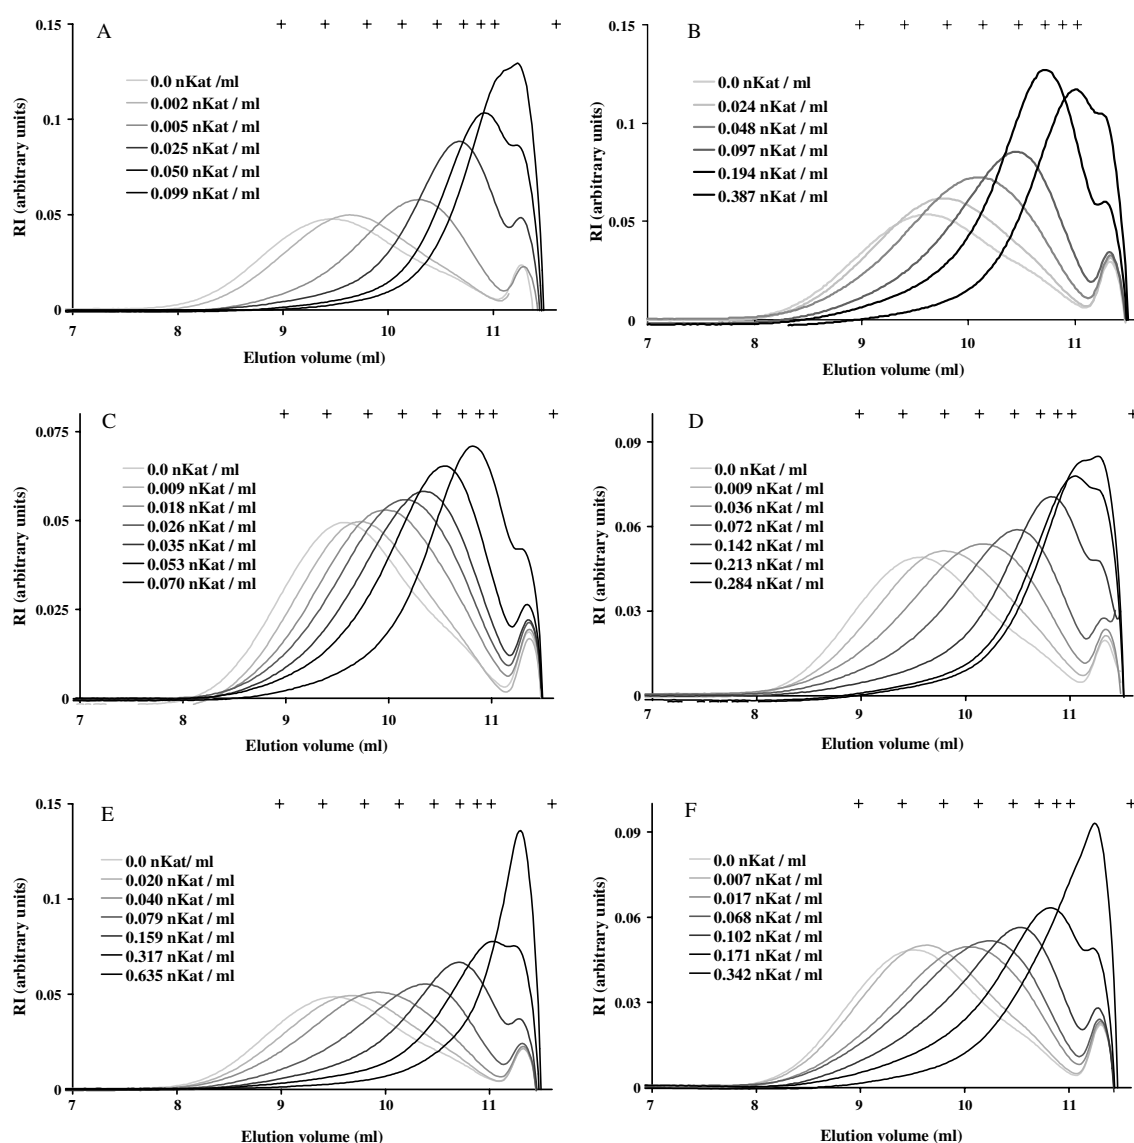 A
0.15
0.1
0.05
0
RI (arbitrary units)
0.0 nKat /ml
0.002 nKat / ml
0.005 nKat / ml
0.025 nKat / ml
0.050 nKat / ml
0.099 nKat / ml
7 8 9 10 11
Elution volume (ml)
B
0.15
0.1
0.05
0
RI (arbitrary units)
0.0 nKat / ml
0.024 nKat / ml
0.048 nKat / ml
0.097 nKat / ml
0.194 nKat / ml
0.387 nKat / ml
7 8 9 10 11
Elution volume (ml)
C
0.075
0.05
0.025
0
RI (arbitrary units)
0.0 nKat / ml
0.009 nKat / ml
0.018 nKat / ml
0.026 nKat / ml
0.035 nKat / ml
0.053 nKat / ml
0.070 nKat / ml
7 8 9 10 11
Elution volume (ml)
D
0.09
0.06
0.03
0
RI (arbitrary units)
0.0 nKat / ml
0.009 nKat / ml
0.036 nKat / ml
0.072 nKat / ml
0.142 nKat / ml
0.213 nKat / ml
0.284 nKat / ml
7 8 9 10 11
Elution volume (ml)
E
0.15
0.1
0.05
0
RI (arbitrary units)
0.0 nKat/ ml
0.020 nKat / ml
0.040 nKat / ml
0.079 nKat / ml
0.159 nKat / ml
0.317 nKat / ml
0.635 nKat / ml
7 8 9 10 11
Elution volume (ml)
F
0.09
0.06
0.03
0
RI (arbitrary units)
0.0 nKat / ml
0.007 nKat / ml
0.017 nKat / ml
0.068 nKat / ml
0.102 nKat / ml
0.171 nKat / ml
0.342 nKat / ml
7 8 9 10 11
Elution volume (ml)